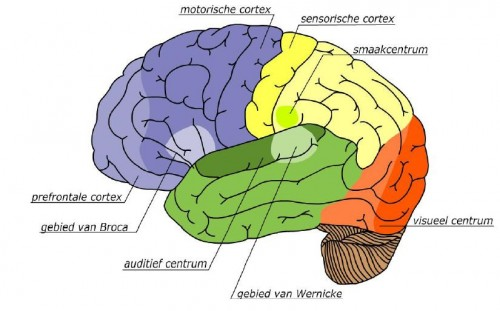 motorische cortex
sensorische cortex
smaakcentrum
prefrontale cortex
gebied van Broca
visueel centrum
auditief centrum
gebied van Wernicke